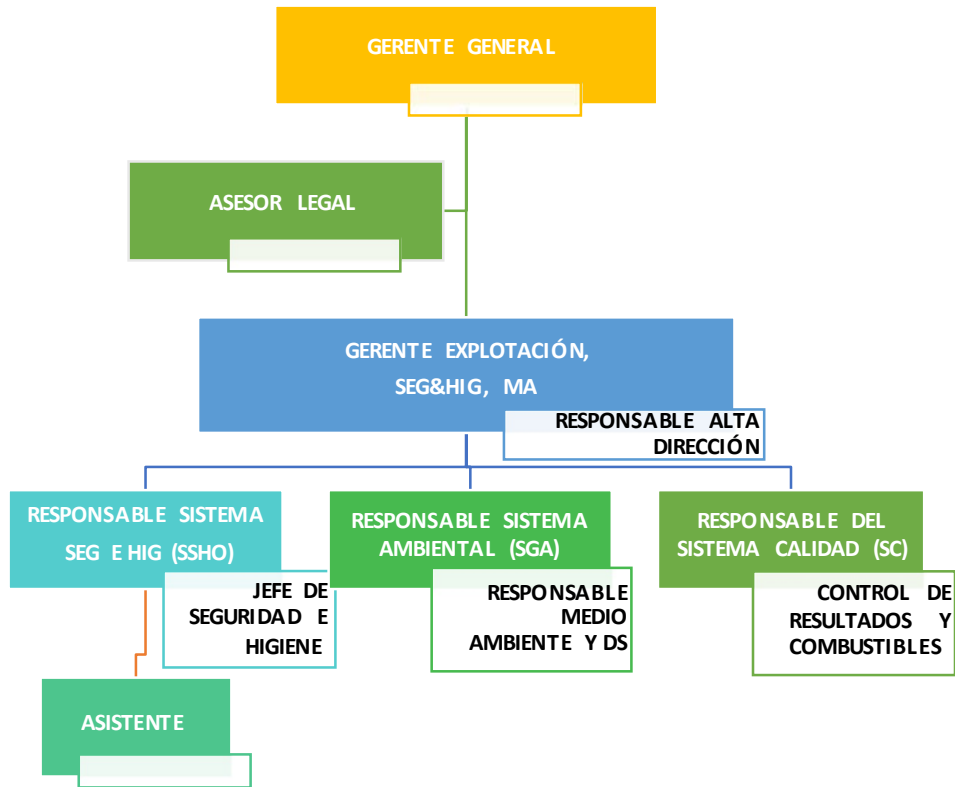 GERENTE GENERAL
ASESOR LEGAL
GERENTE EXPLOTACIÓN,
SEG&HIG, MA
RESPONSABLE ALTA
DIRECCIÓN
RESPONSABLE SISTEMA
SEG E HIG (SSHO)
JEFE DE
SEGURIDAD E
HIGIENE
RESPONSABLE SISTEMA
AMBIENTAL (SGA)
RESPONSABLE
MEDIO
AMBIENTE Y DS
RESPONSABLE DEL
SISTEMA CALIDAD (SC)
CONTROL DE
RESULTADOS Y
COMBUSTIBLES
ASISTENTE